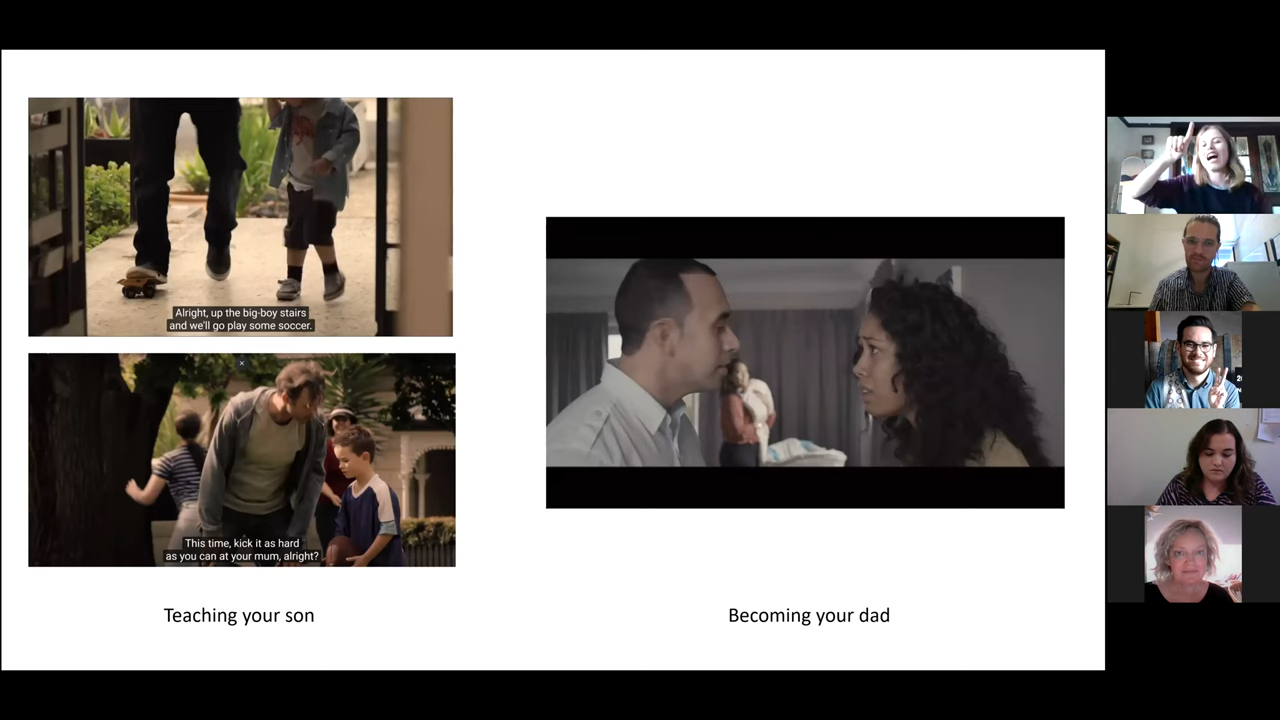 Alright, up the big-boy stairs
and we'll go play some soccer.
This time, kick it as hard
as you can at your mum, alright?
Teaching your son
Becoming your dad